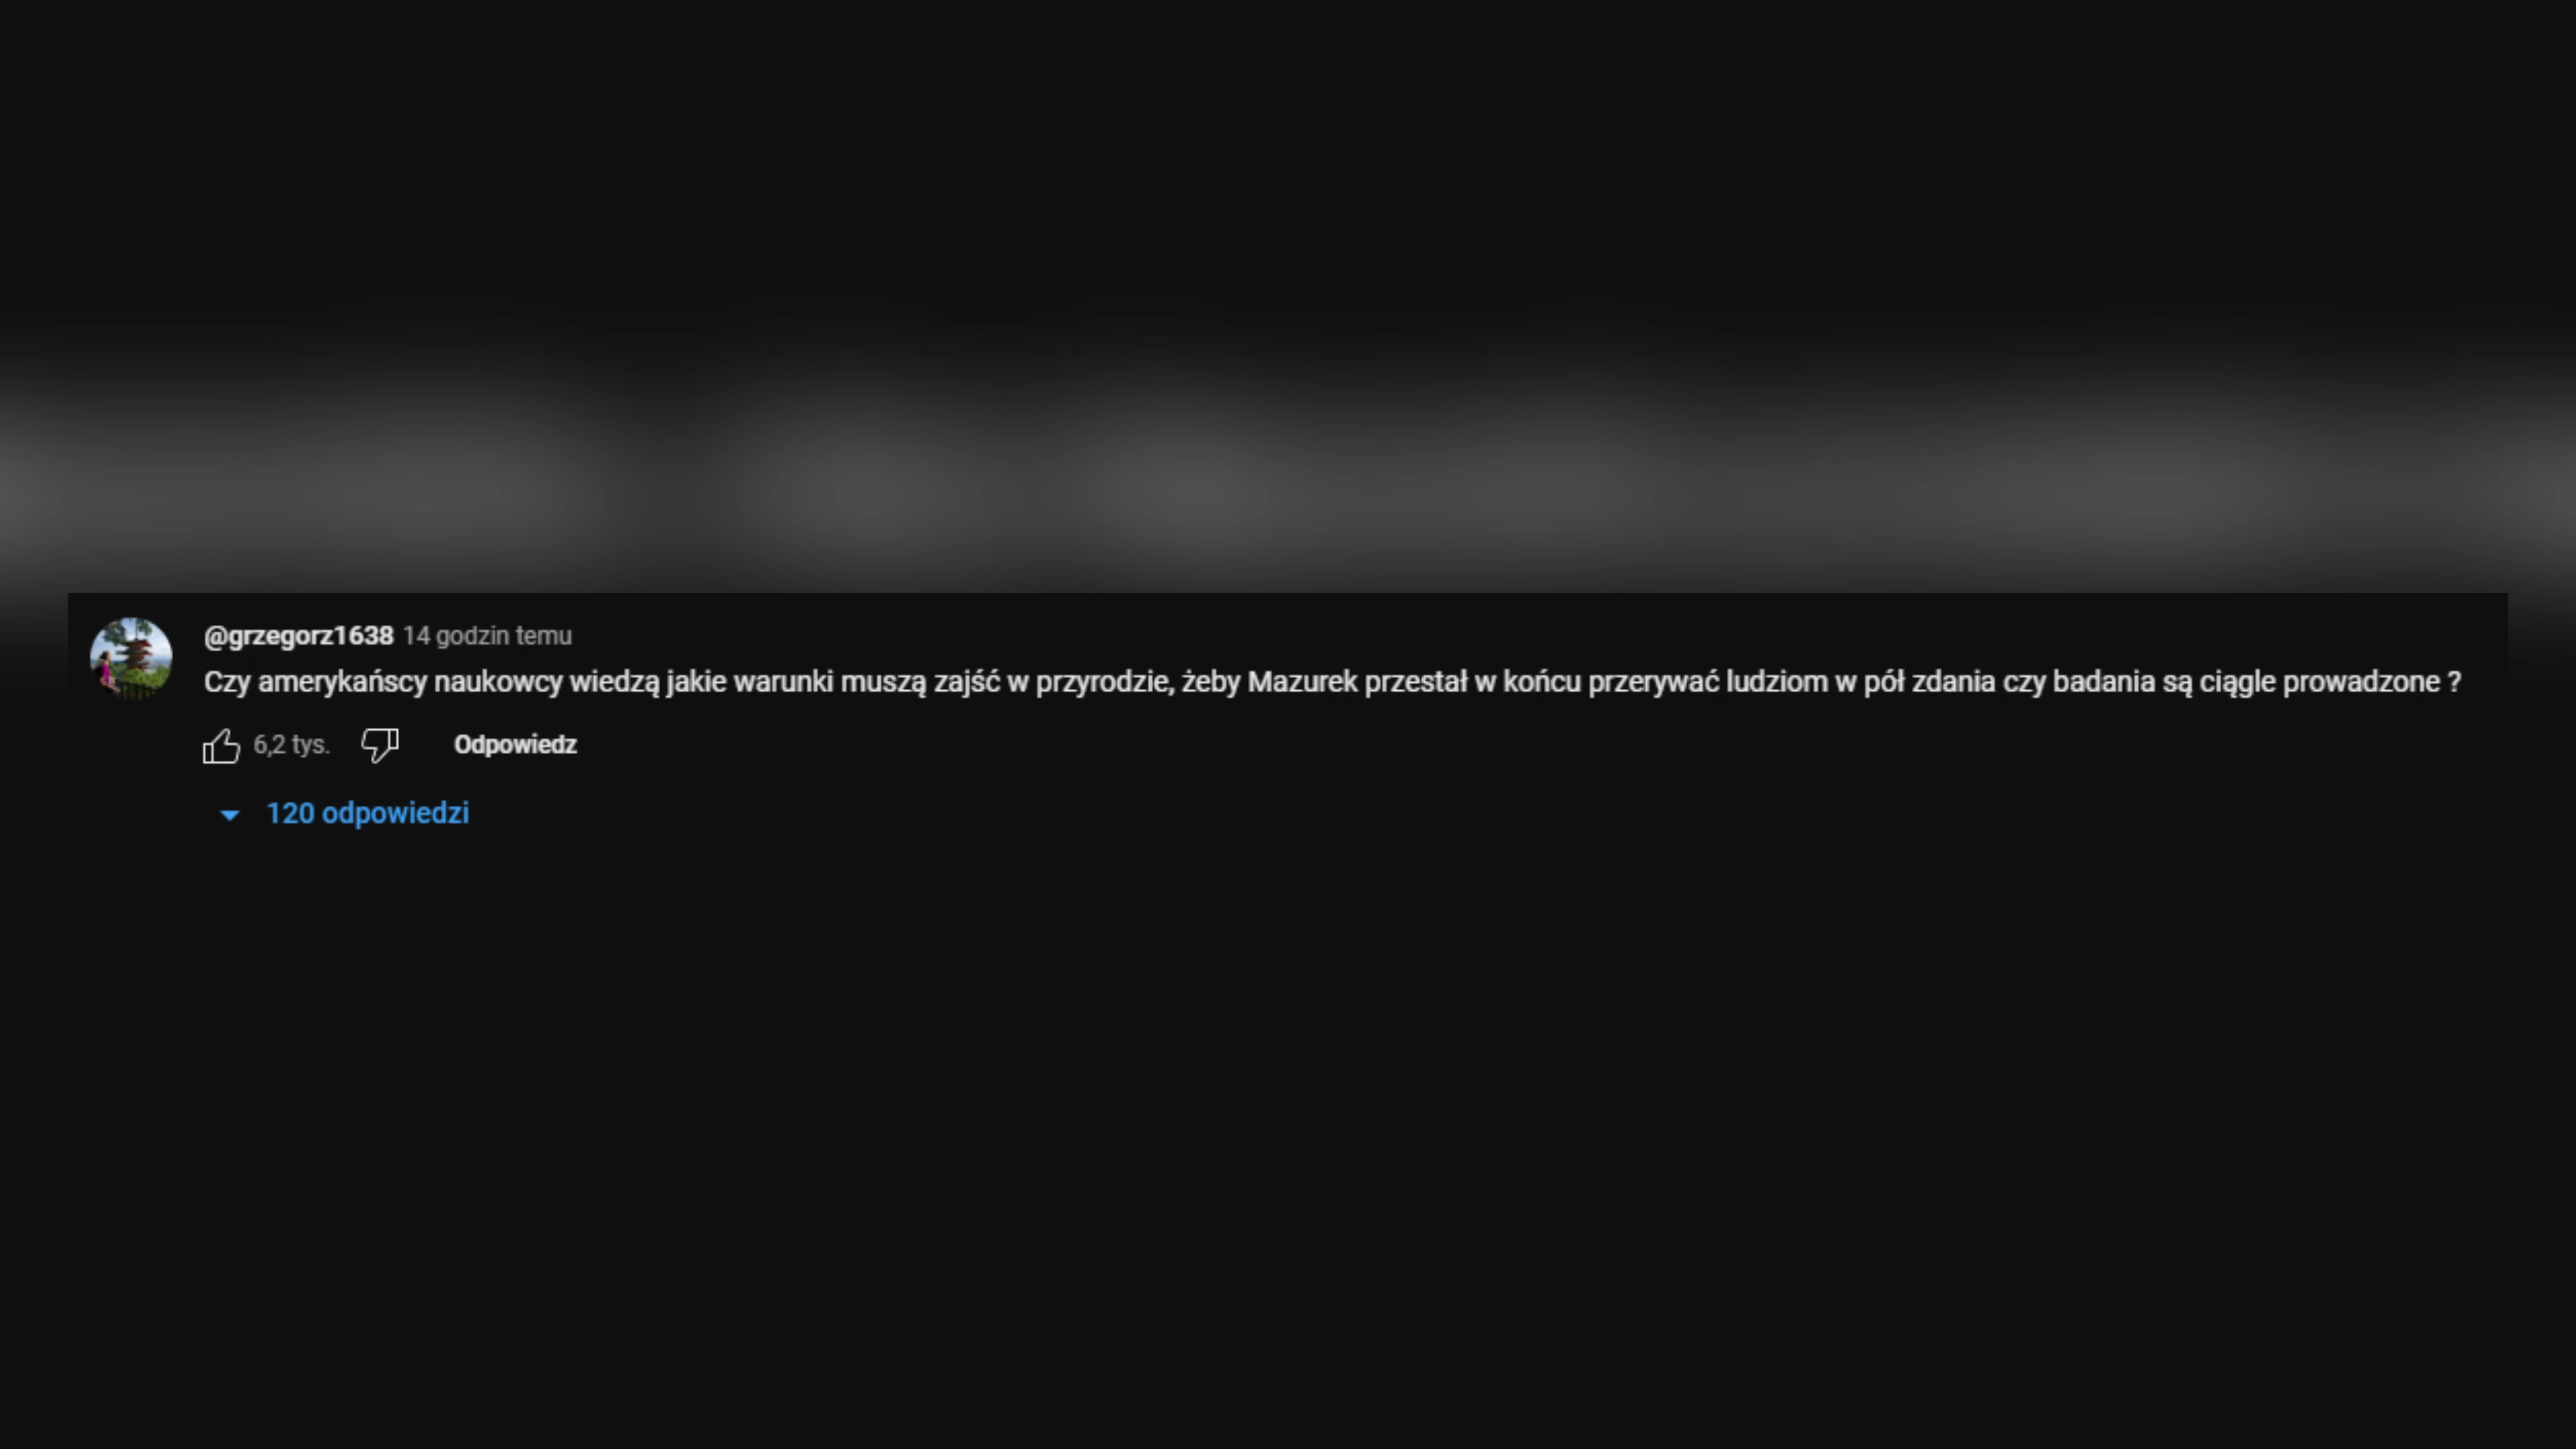 @grzegorz1638 14 godzin temu
Czy amerykańscy naukowcy wiedzą jakie warunki muszą zajść w przyrodzie, żeby Mazurek przestał w końcu przerywać ludziom w pół zdania czy badania są ciągle prowadzone ?
6,2 tys. Odpowiedz
120 odpowiedzi